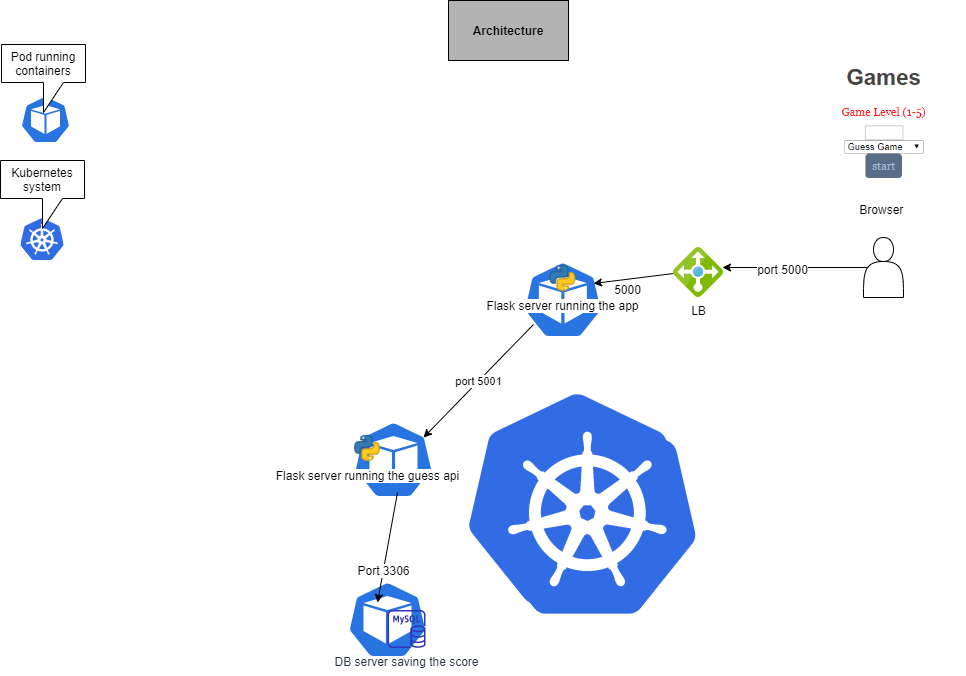 Architecture
Pod running
containers
Games
Game Level (1-5)
Guess Game
start
Kubernetes
system
Browser
port 5000
5000
LB
Flask server running the app
port 5001
Flask server running the guess api
Port 3306
MySQL
DB server saving the score